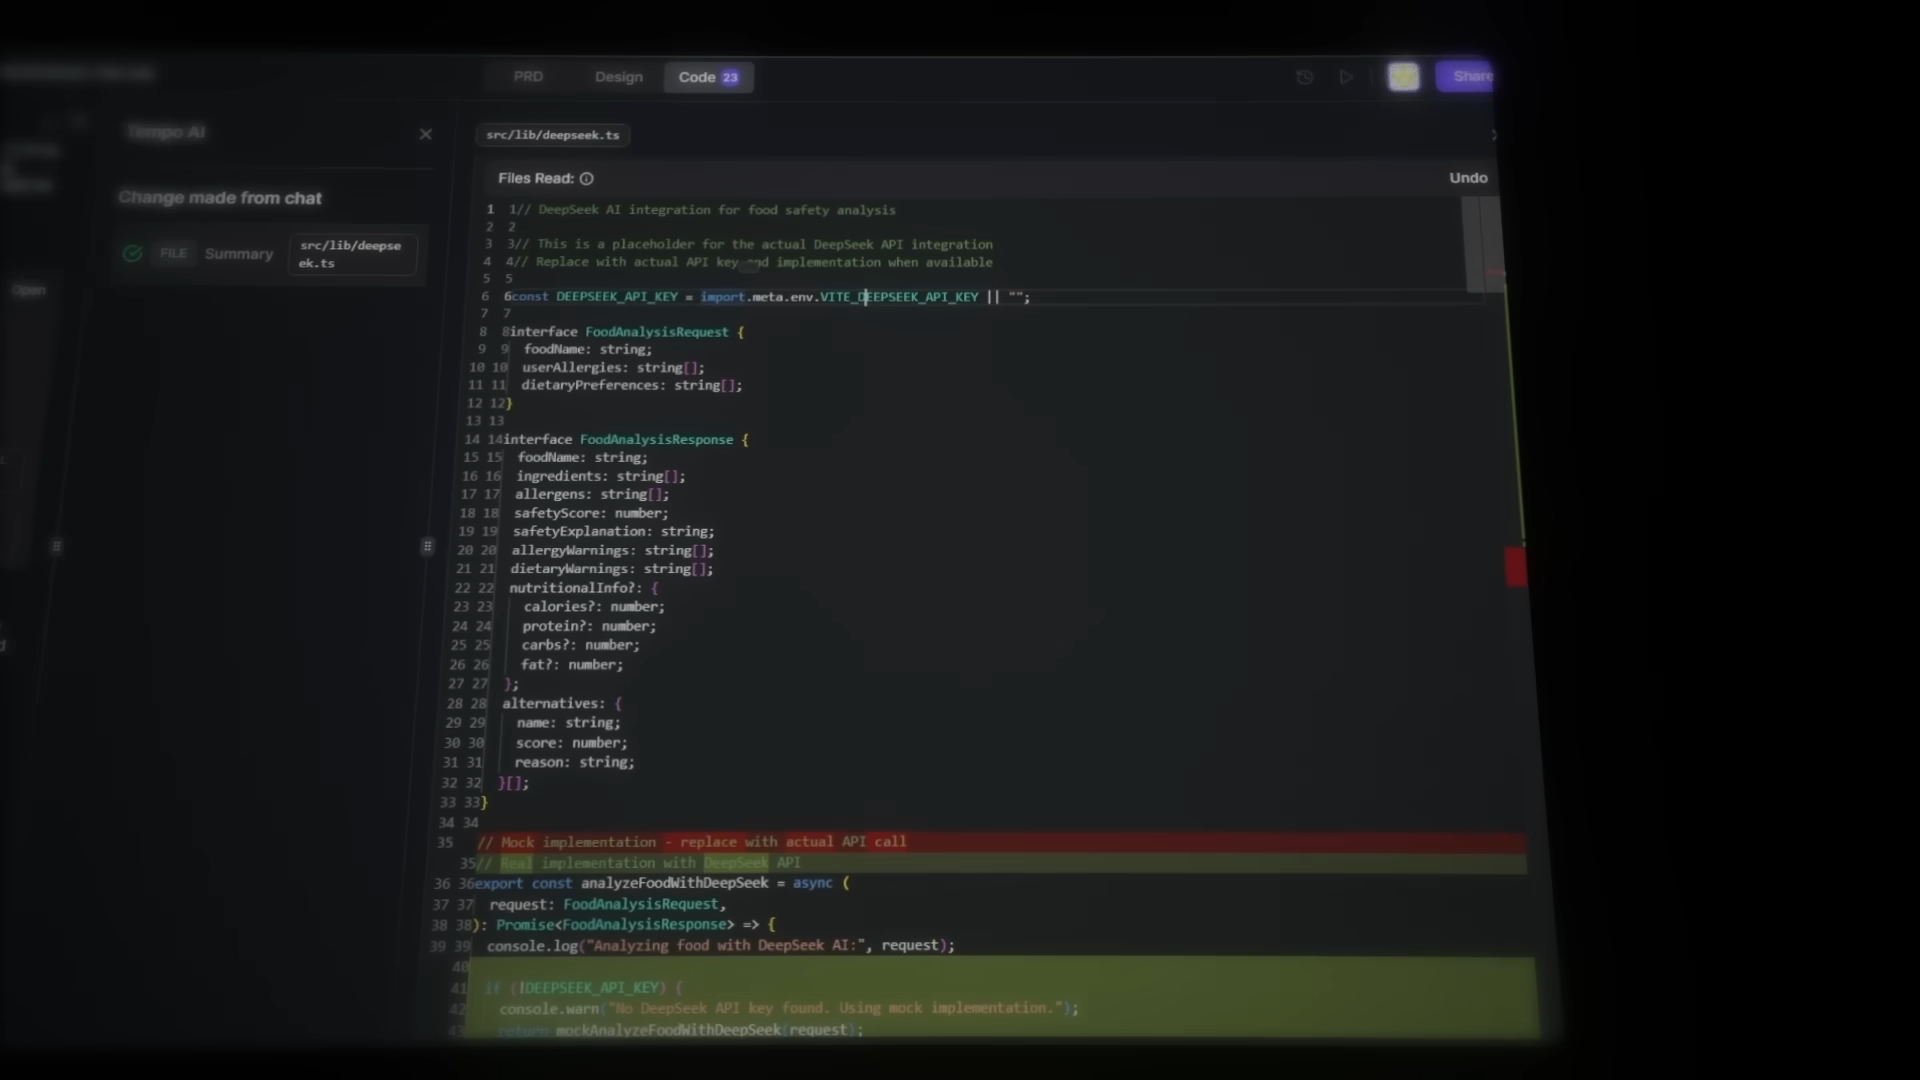 PRD Design Code 23
Share
Tempo AI
src/lib/deepseek.ts
Change made from chat
FILE Summary src/lib/deepse
ek.ts
Open
Files Read:
Undo
1 1// DeepSeek AI integration for food safety analysis
2 2
3 3// This is a placeholder for the actual DeepSeek API integration
4 4// Replace with actual API key and implementation when available
5 5
6 6const DEEPSEEK_API_KEY = import.meta.env.VITE_DEEPSEEK_API_KEY || "";
7 7
8 8interface FoodAnalysisRequest {
9 9 foodName: string;
10 10 userAllergies: string[];
11 11 dietaryPreferences: string[];
12 12}
13 13
14 14interface FoodAnalysisResponse {
15 15 foodName: string;
16 16 ingredients: string[];
17 17 allergens: string[];
18 18 safetyScore: number;
19 19 safetyExplanation: string;
20 20 allergyWarnings: string[];
21 21 dietaryWarnings: string[];
22 22 nutritionalInfo?: {
23 23 calories?: number;
24 24 protein?: number;
25 25 carbs?: number;
26 26 fat?: number;
27 27 };
28 28 alternatives: {
29 29 name: string;
30 30 score: number;
31 31 reason: string;
32 32 }[];
33 33}
34 34
35 // Mock implementation - replace with actual API call
35// Real implementation with DeepSeek API
36 36export const analyzeFoodWithDeepSeek = async (
37 37 request: FoodAnalysisRequest,
38 38): Promise<FoodAnalysisResponse> => {
39 39 console.log("Analyzing food with DeepSeek AI:", request);
40
41 if (!DEEPSEEK_API_KEY) {
42 console.warn("No DeepSeek API key found. Using mock implementation.");
43 return mockAnalyzeFoodWithDeepSeek(request);